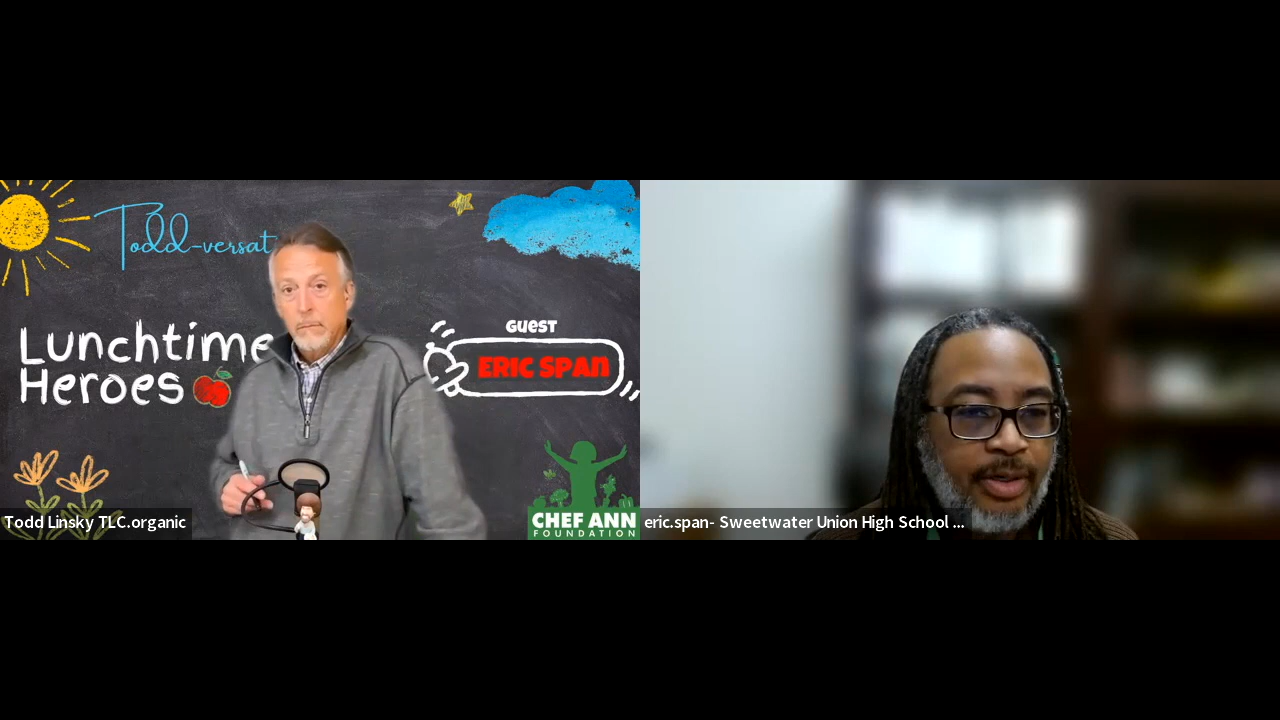 Todd-versat
Lunchtime
Heroes
GUEST
ERIC SPAN
CHEF ANN
FOUNDATION
Todd Linsky TLC.organic
eric.span- Sweetwater Union High School ...